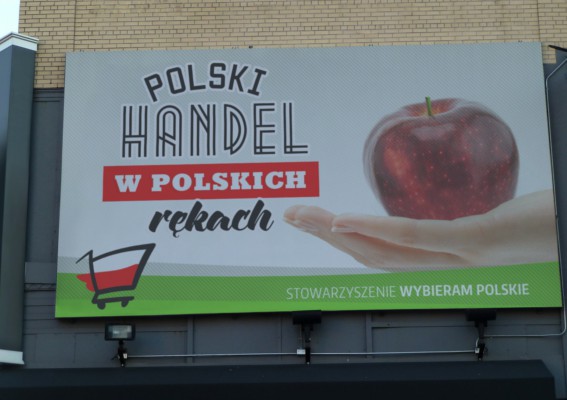 POLSKI
HANDEL
W POLSKICH
rękach
STOWARZYSZENIE WYBIERAM POLSKIE